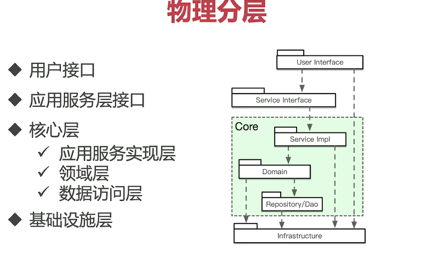 物理分层
用户接口
应用服务层接口
核心层
应用服务实现层
领域层
数据访问层
基础设施层
User Interface
Service Interface
Core
Service Impl
Domain
Repository/Dao
Infrastructure